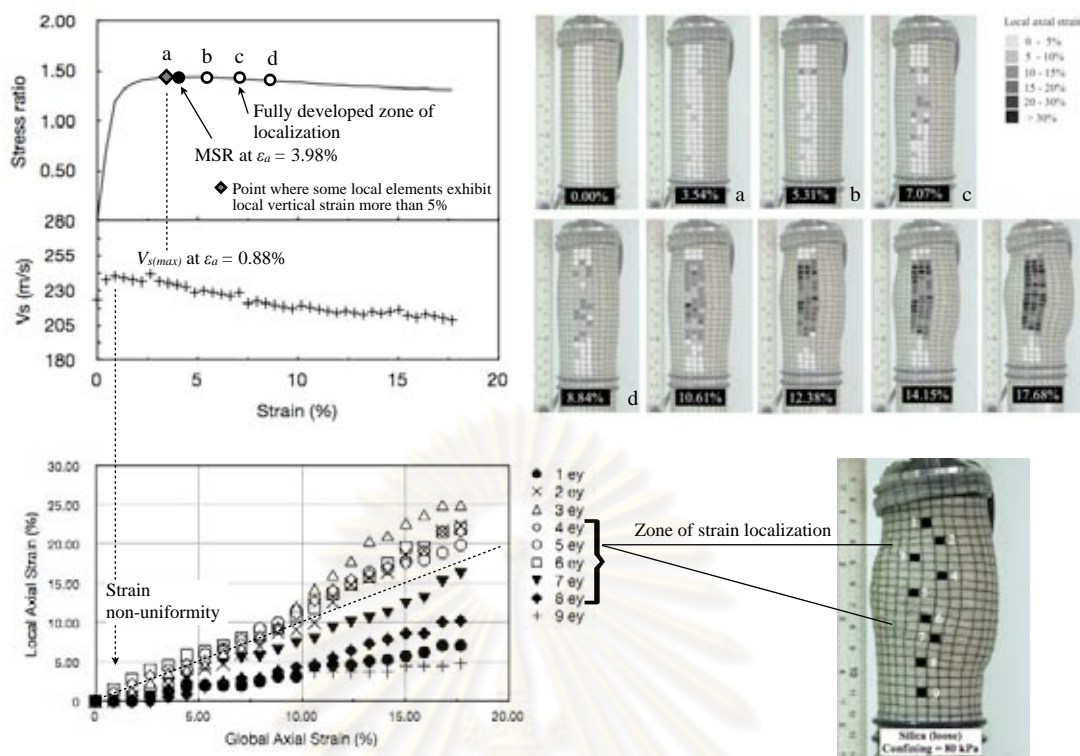 2.00
1.50
1.00
0.50
Stress ratio
a b c d
Fully developed zone of
localization
MSR at εa = 3.98%
Point where some local elements exhibit
local vertical strain more than 5%
280
255
230
205
180
Vs (m/s)
Vs(max) at εa = 0.88%
0 5 10 15 20
Strain (%)
Local axial strain
0 - 5%
5 - 10%
10 - 15%
15 - 20%
20 - 30%
> 30%
0.00% 3.54% a 5.31% b 7.07% c
8.84% d 10.61% 12.38% 14.15% 17.68%
30.00
25.00
20.00
15.00
10.00
5.00
0
Local Axial Strain (%)
Strain
non-uniformity
0 5.00 10.00 15.00 20.00
Global Axial Strain (%)
1 ey
2 ey
3 ey
4 ey
5 ey
6 ey
7 ey
8 ey
9 ey
Zone of strain localization
Silica (loose)
Confining = 80 kPa